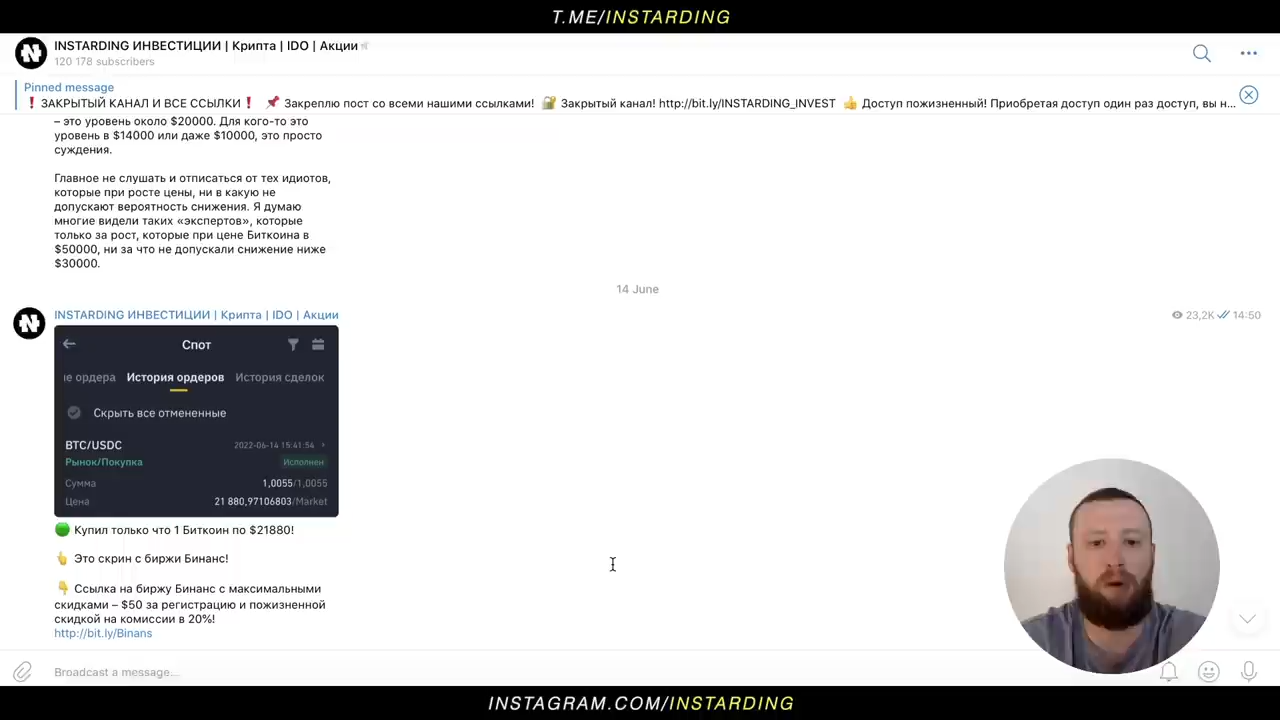 T.ME/INSTARDING
INSTARDING ИНВЕСТИЦИИ | Крипта | IDO | Акции
120 178 subscribers
Pinned message
❗ ЗАКРЫТЫЙ КАНАЛ И ВСЕ ССЫЛКИ❗ 📌 Закреплю пост со всеми нашими ссылками! 🔐 Закрытый канал! http://bit.ly/INSTARDING_INVEST 👍 Доступ пожизненный! Приобретая доступ один раз доступ, вы н...
– это уровень около $20000. Для кого-то это
уровень в $14000 или даже $10000, это просто
суждения.
Главное не слушать и отписаться от тех идиотов,
которые при росте цены, ни в какую не
допускают вероятность снижения. Я думаю
многие видели таких «экспертов», которые
только за рост, которые при цене Биткоина в
$50000, ни за что не допускали снижение ниже
$30000.
14 June
INSTARDING ИНВЕСТИЦИИ | Крипта | IDO | Акции
23,2K 14:50
Спот
ие ордера История ордеров История сделок
Скрыть все отмененные
BTC/USDC 2022-06-14 15:41:54
Рынок/Покупка Исполнен
Сумма 1,0055/1,0055
Цена 21 880,97106803/Market
🟢 Купил только что 1 Биткоин по $21880!
👆 Это скрин с биржи Бинанс!
👇 Ссылка на биржу Бинанс с максимальными
скидками – $50 за регистрацию и пожизненной
скидкой на комиссии в 20%!
http://bit.ly/Binans
Broadcast a message...
INSTAGRAM.COM/INSTARDING